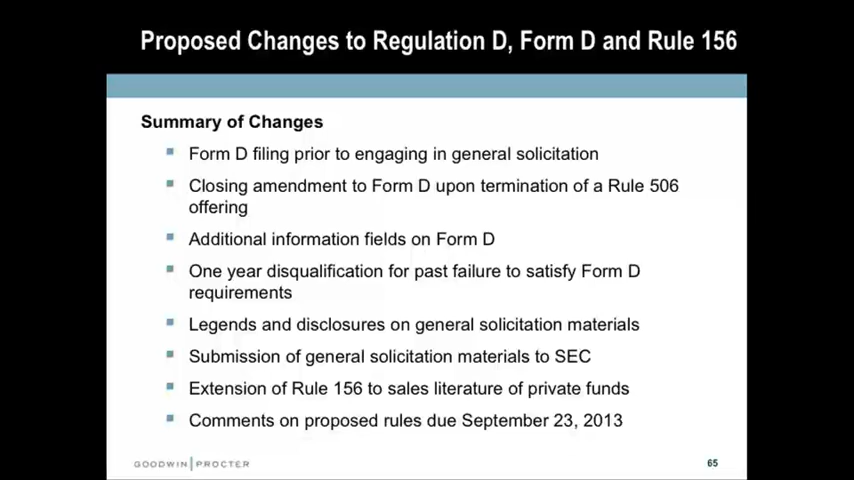 Proposed Changes to Regulation D, Form D and Rule 156
Summary of Changes
Form D filing prior to engaging in general solicitation
Closing amendment to Form D upon termination of a Rule 506
offering
Additional information fields on Form D
One year disqualification for past failure to satisfy Form D
requirements
Legends and disclosures on general solicitation materials
Submission of general solicitation materials to SEC
Extension of Rule 156 to sales literature of private funds
Comments on proposed rules due September 23, 2013
GOODWIN | PROCTER
65